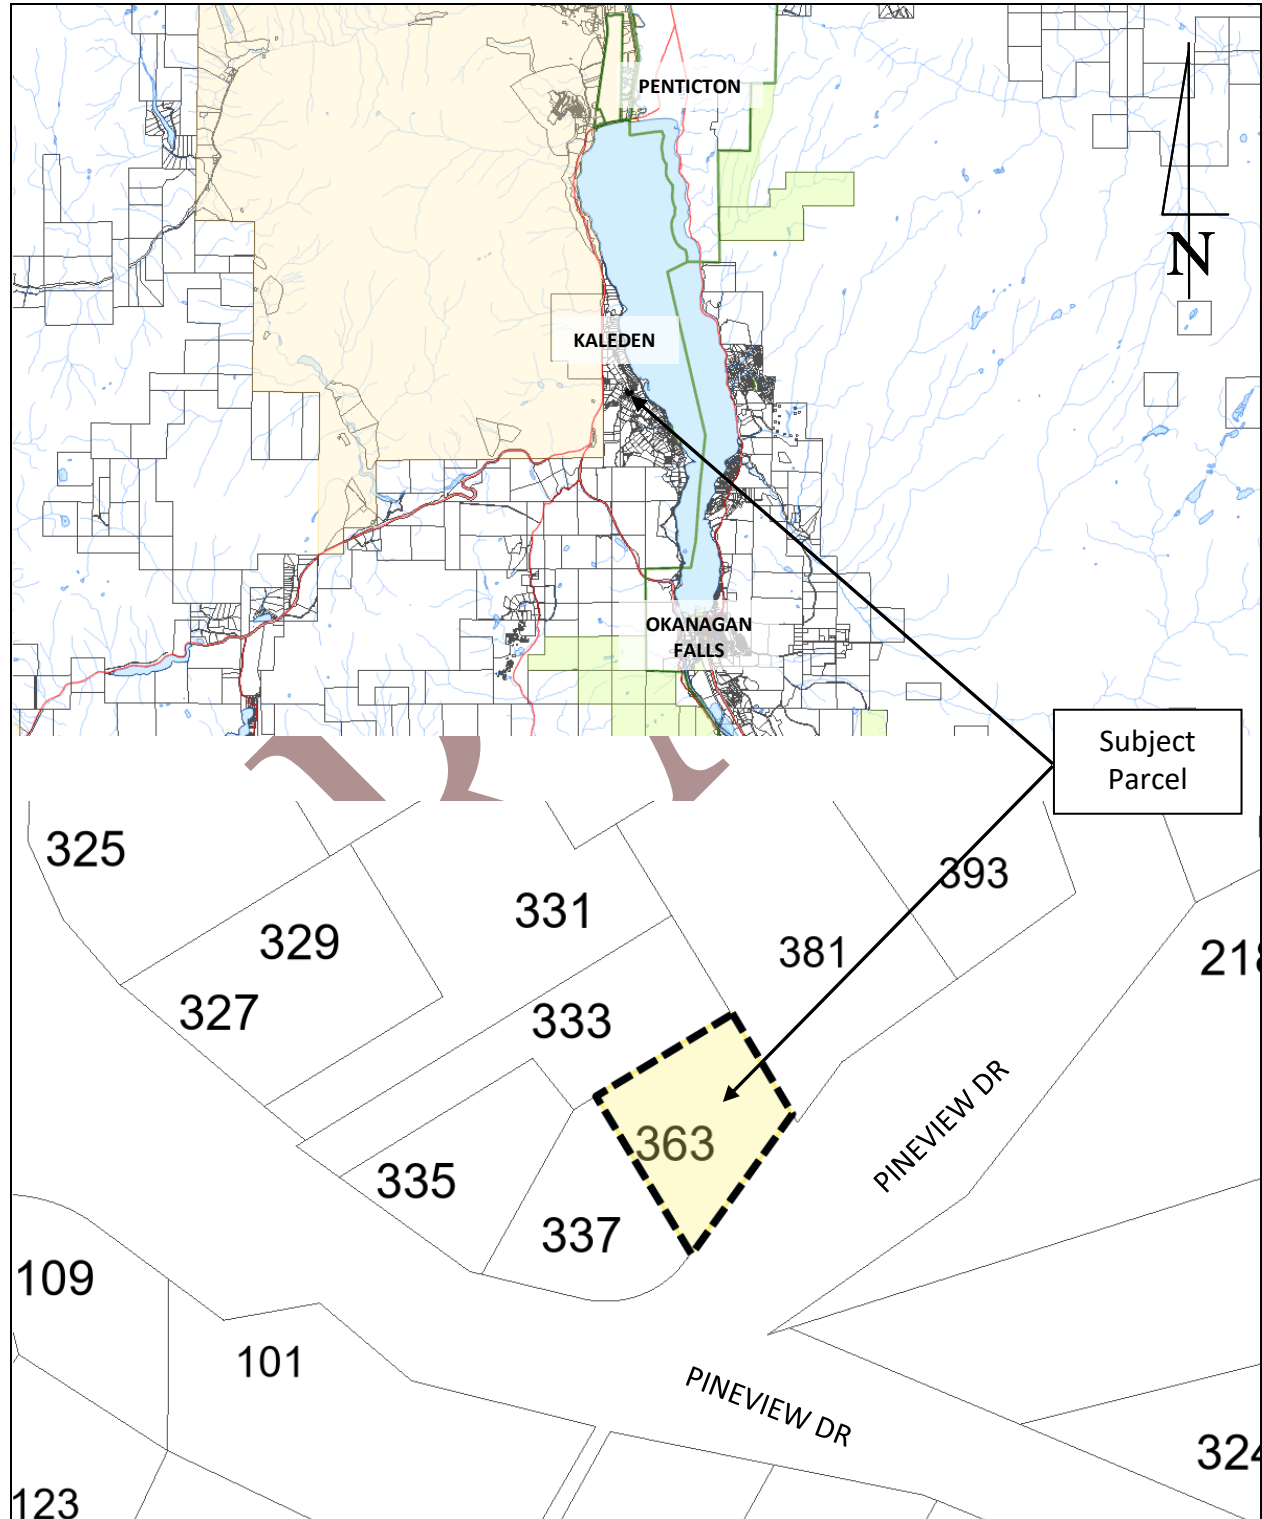 PENTICTON
N
KALEDEN
OKANAGAN
FALLS
Subject
Parcel
325
393
331
329
381
327
333
PINEVIEW DR
363
335
337
109
101
PINEVIEW DR
123